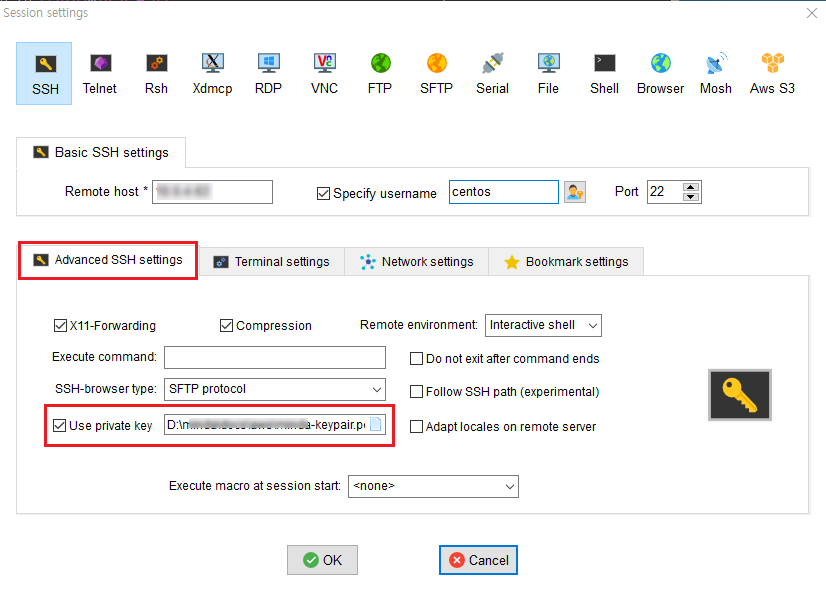 Session settings
SSH Telnet Rsh Xdmcp RDP VNC FTP SFTP Serial File Shell Browser Mosh Aws S3
Basic SSH settings
Remote host * Specify username centos Port 22
Advanced SSH settings Terminal settings Network settings Bookmark settings
X11-Forwarding Compression Remote environment: Interactive shell
Execute command: Do not exit after command ends
SSH-browser type: SFTP protocol Follow SSH path (experimental)
Use private key -keypair.pe Adapt locales on remote server
Execute macro at session start: <none>
OK Cancel